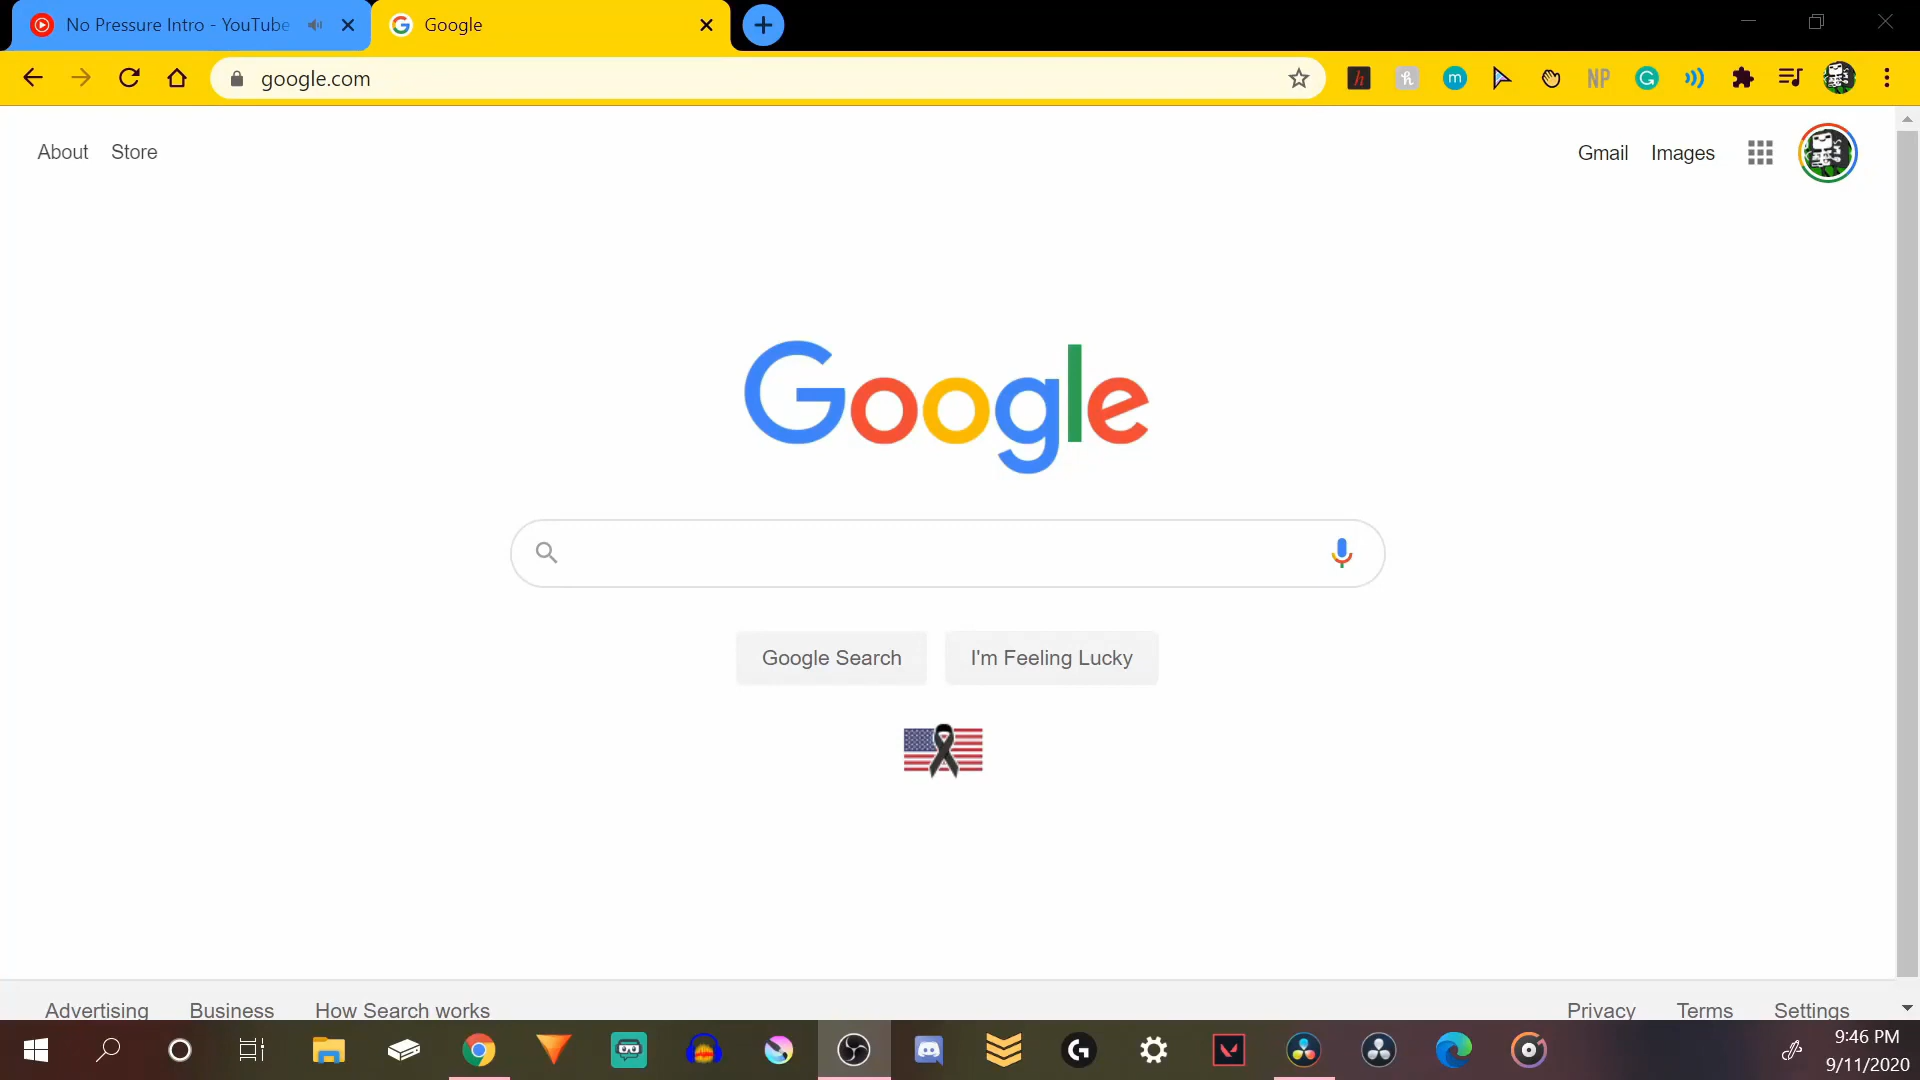 No Pressure Intro - YouTube
Google
google.com
h
m
NP
About Store
Gmail Images
Google
Google Search
I'm Feeling Lucky
Advertising Business How Search works
Privacy Terms Settings
9:46 PM
9/11/2020